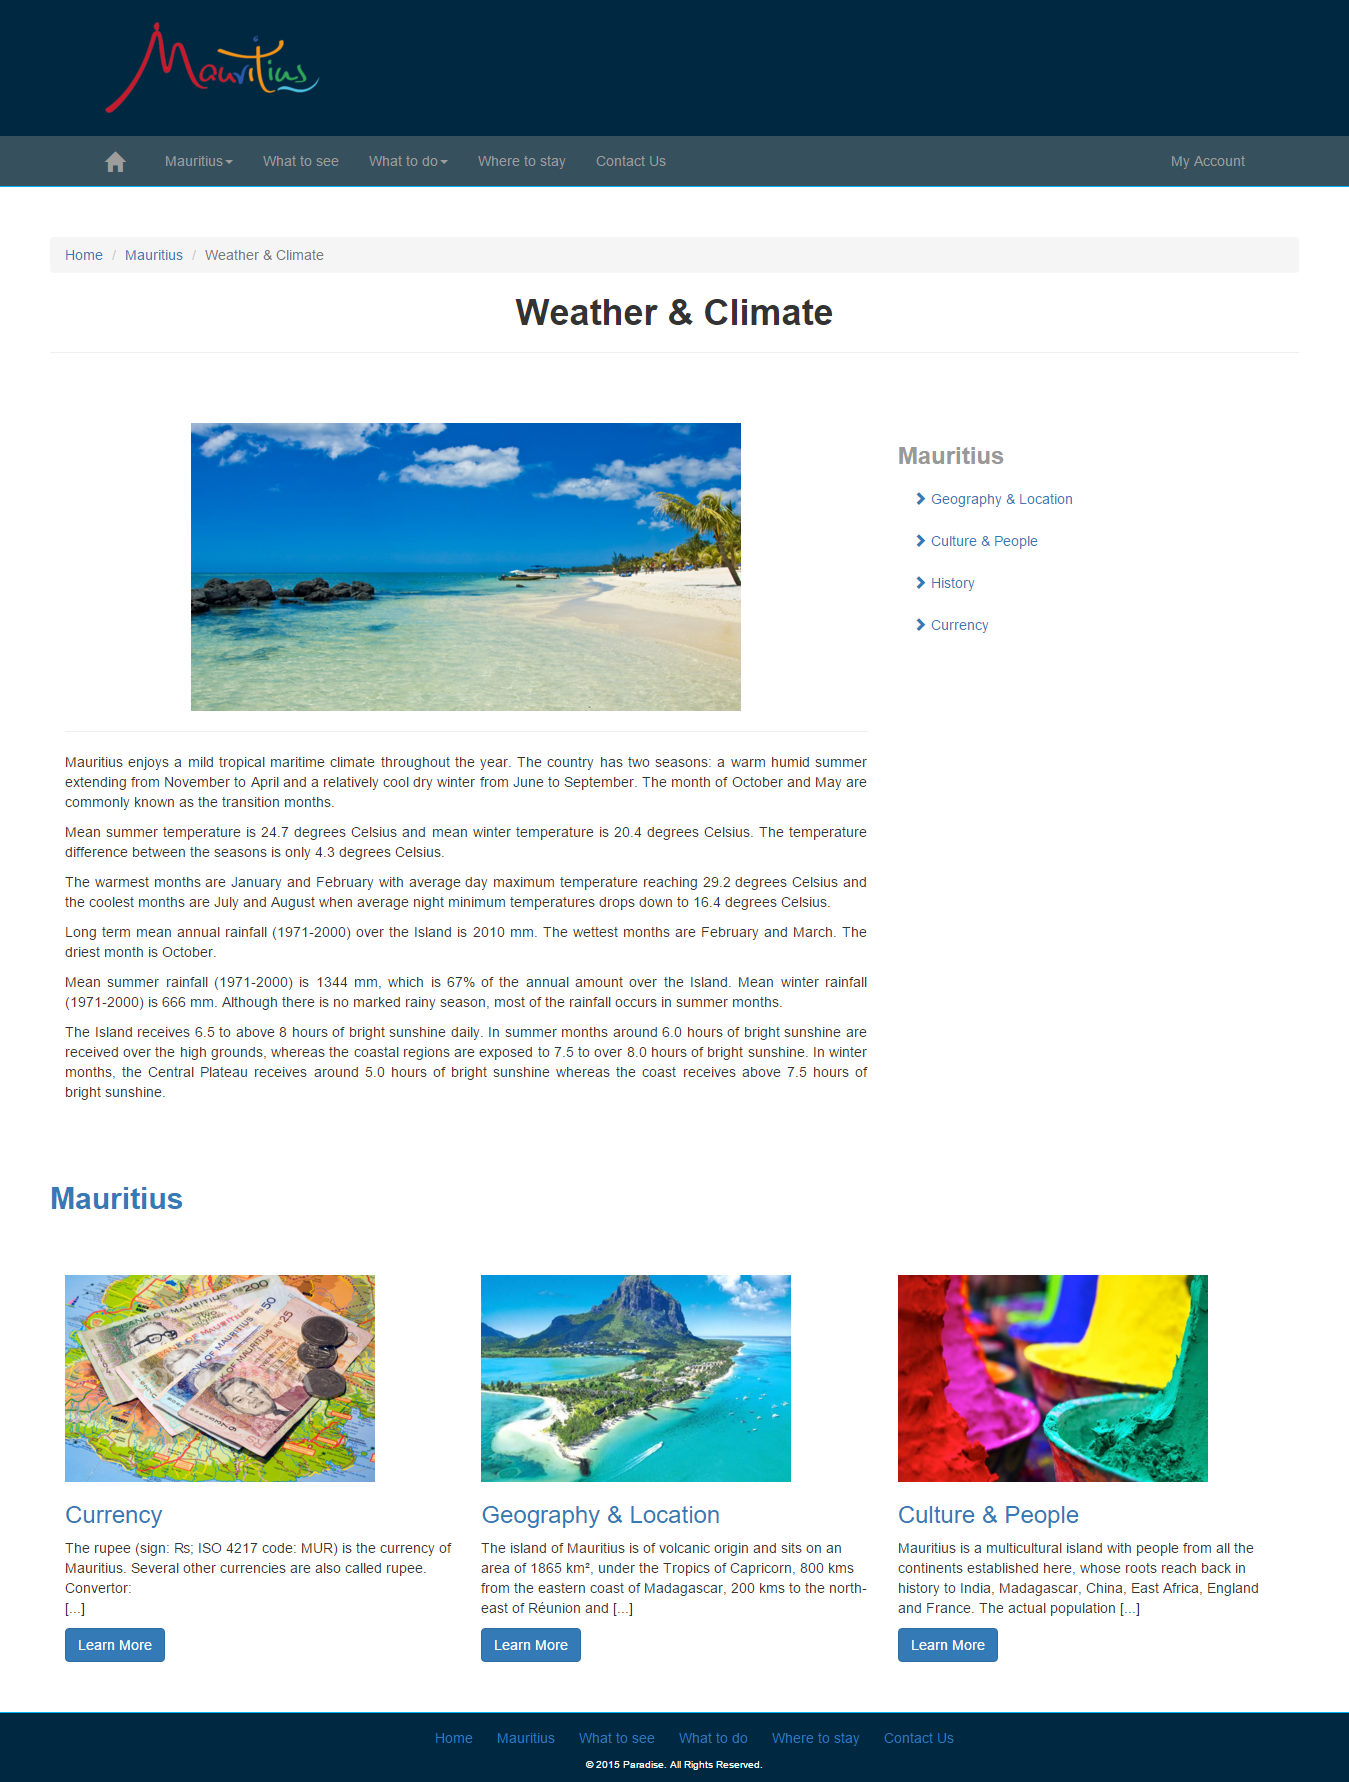 Mauritius
Mauritius What to see What to do Where to stay Contact Us My Account
Home / Mauritius / Weather & Climate
Weather & Climate
Mauritius
Geography & Location
Culture & People
History
Currency
Mauritius enjoys a mild tropical maritime climate throughout the year. The country has two seasons: a warm humid summer
extending from November to April and a relatively cool dry winter from June to September. The month of October and May are
commonly known as the transition months.
Mean summer temperature is 24.7 degrees Celsius and mean winter temperature is 20.4 degrees Celsius. The temperature
difference between the seasons is only 4.3 degrees Celsius.
The warmest months are January and February with average day maximum temperature reaching 29.2 degrees Celsius and
the coolest months are July and August when average night minimum temperatures drops down to 16.4 degrees Celsius.
Long term mean annual rainfall (1971-2000) over the Island is 2010 mm. The wettest months are February and March. The
driest month is October.
Mean summer rainfall (1971-2000) is 1344 mm, which is 67% of the annual amount over the Island. Mean winter rainfall
(1971-2000) is 666 mm. Although there is no marked rainy season, most of the rainfall occurs in summer months.
The Island receives 6.5 to above 8 hours of bright sunshine daily. In summer months around 6.0 hours of bright sunshine are
received over the high grounds, whereas the coastal regions are exposed to 7.5 to over 8.0 hours of bright sunshine. In winter
months, the Central Plateau receives around 5.0 hours of bright sunshine whereas the coast receives above 7.5 hours of
bright sunshine.
Mauritius
BANK OF MAURITIUS Rs 200
Rs 50
BANK OF MAURITIUS Rs 25
Currency
The rupee (sign: ₨; ISO 4217 code: MUR) is the currency of
Mauritius. Several other currencies are also called rupee.
Convertor:
[...]
Learn More
Geography & Location
The island of Mauritius is of volcanic origin and sits on an
area of 1865 km², under the Tropics of Capricorn, 800 kms
from the eastern coast of Madagascar, 200 kms to the north-
east of Réunion and [...]
Learn More
Culture & People
Mauritius is a multicultural island with people from all the
continents established here, whose roots reach back in
history to India, Madagascar, China, East Africa, England
and France. The actual population [...]
Learn More
Home Mauritius What to see What to do Where to stay Contact Us
© 2015 Paradise. All Rights Reserved.